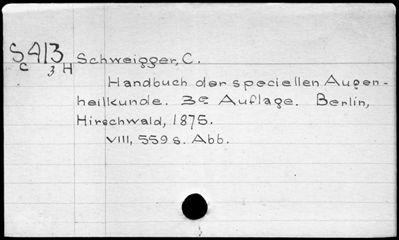 S413 Schweigger, C.
c 3 H
Handbuch der speciellen Augen-
heilkunde. 3e Auflage. Berlin,
Hirschwald, 1875.
VIII, 559 s. Abb.